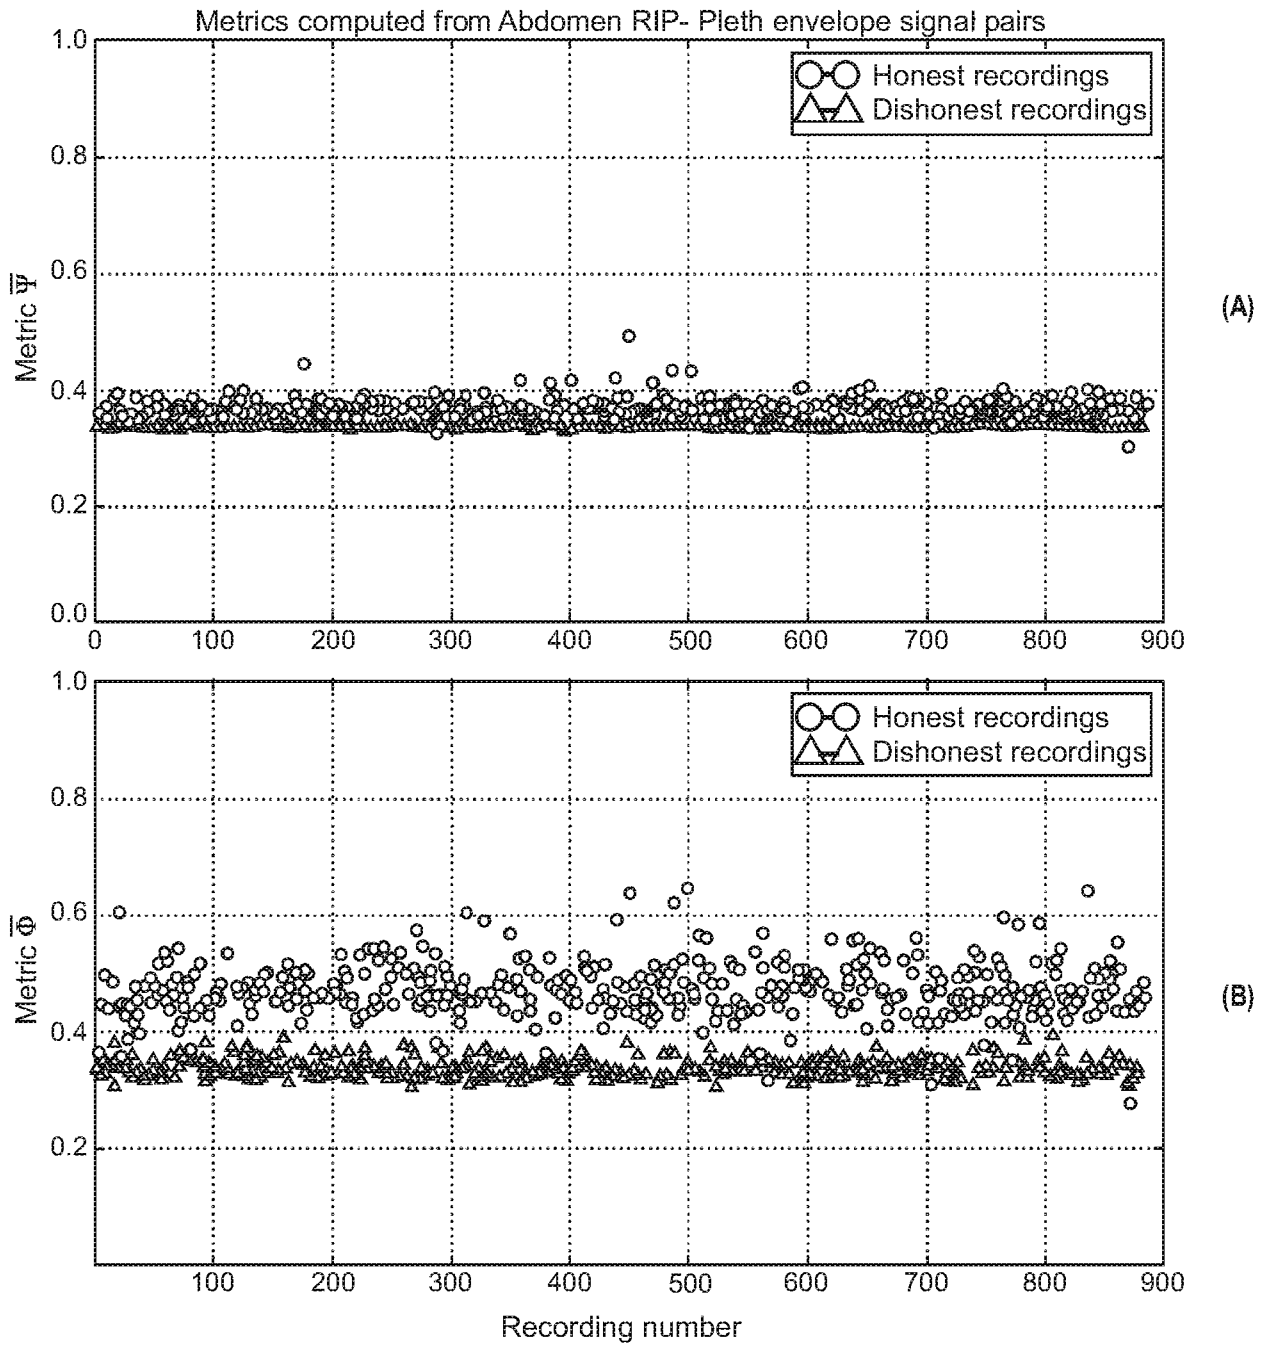 Metrics computed from Abdomen RIP- Pleth envelope signal pairs
1.0
0.8
0.6
0.4
0.2
0.0
Metric Ψ̅
Honest recordings
Dishonest recordings
(A)
0 100 200 300 400 500 600 700 800 900
1.0
0.8
0.6
0.4
0.2
Metric Φ̅
Honest recordings
Dishonest recordings
(B)
100 200 300 400 500 600 700 800 900
Recording number